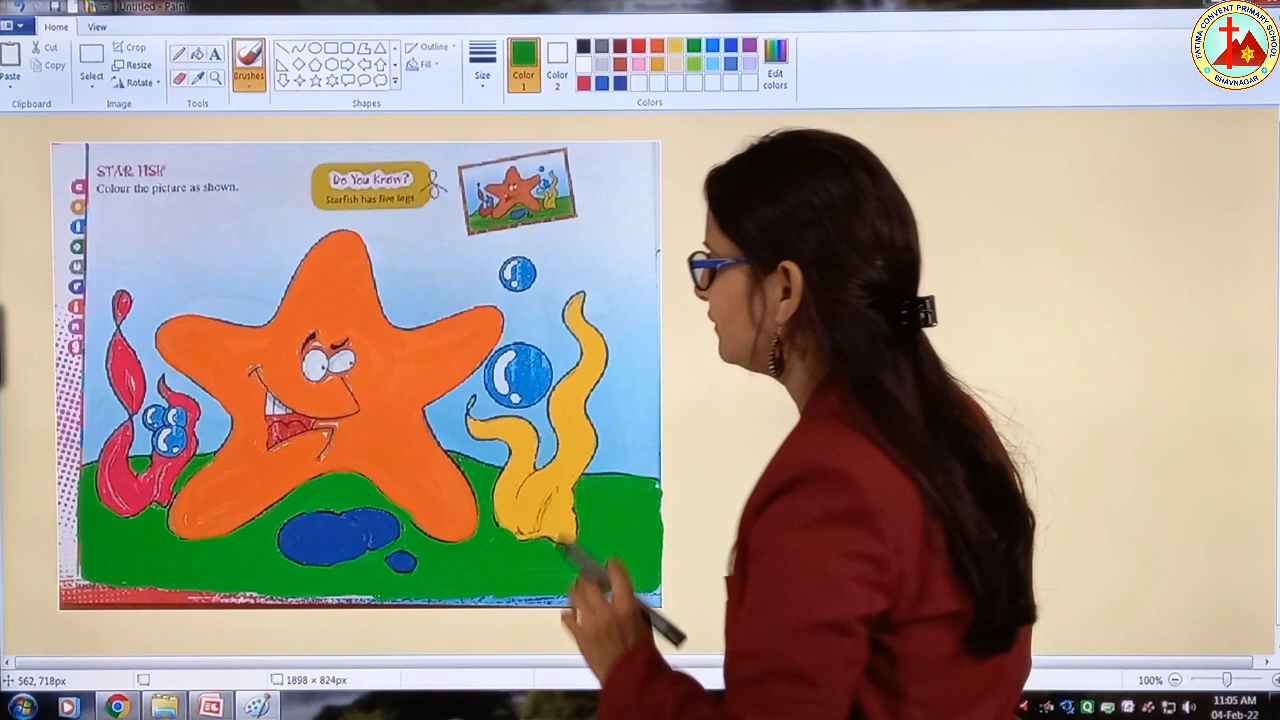 Untitled - Paint
Home
View
Paste
Cut
Copy
Clipboard
Select
Crop
Resize
Rotate
Image
A
Tools
Brushes
Shapes
Outline
Fill
Size
Color
1
Color
2
Edit
colors
Colors
FATIMA CONVENT PRIMARY SCHOOL
BHAVNAGAR
STAR FISH
Colour the picture as shown.
Do You Know?
Starfish has five legs
562, 718px
1898 × 824px
100%
11:05 AM
04-Feb-22